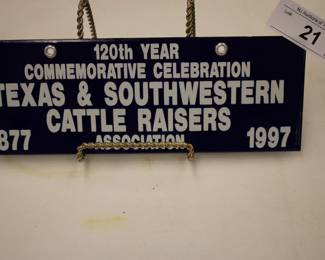 120th YEAR
COMMEMORATIVE CELEBRATION
TEXAS & SOUTHWESTERN
CATTLE RAISERS
877 ASSOCIATION 1997
21